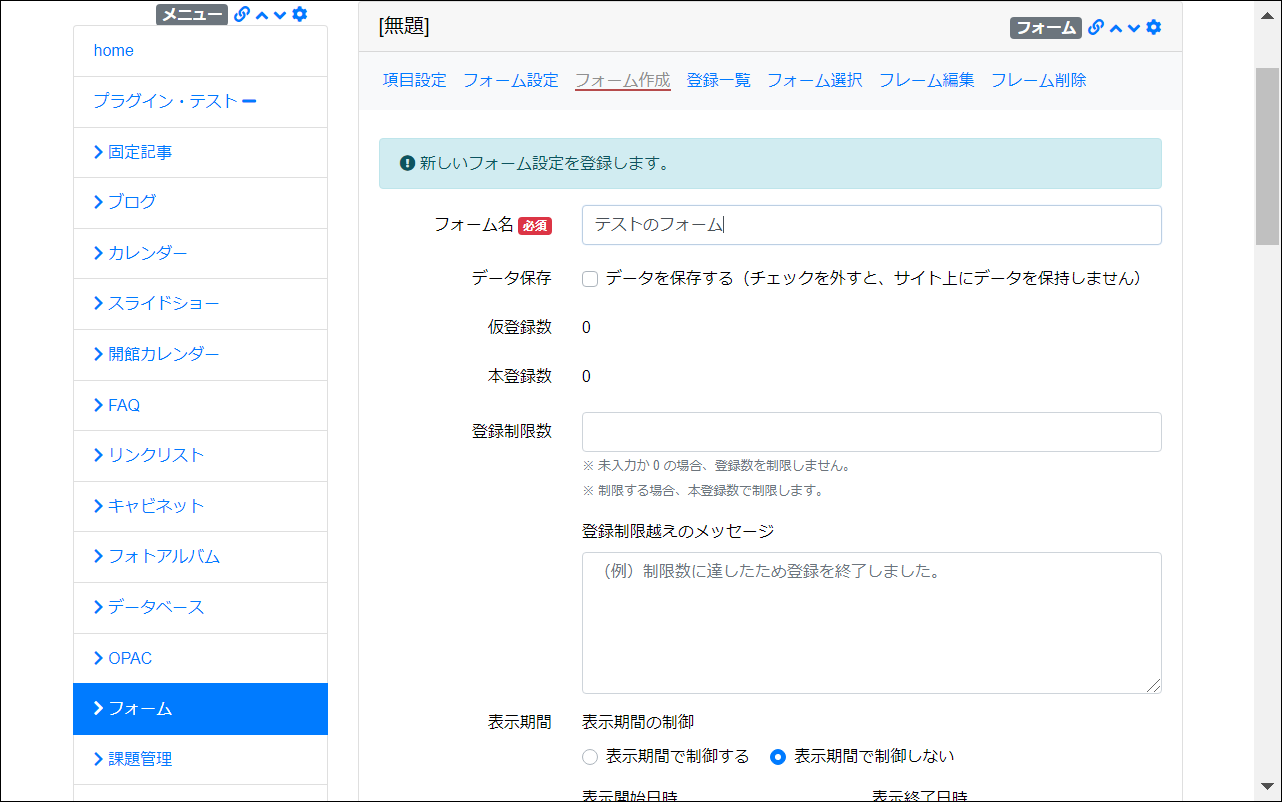 メニュー
home
プラグイン・テスト
固定記事
ブログ
カレンダー
スライドショー
開館カレンダー
FAQ
リンクリスト
キャビネット
フォトアルバム
データベース
OPAC
フォーム
課題管理
[無題]
フォーム
項目設定 フォーム設定 フォーム作成 登録一覧 フォーム選択 フレーム編集 フレーム削除
新しいフォーム設定を登録します。
フォーム名 必須 テストのフォーム
データ保存 データを保存する（チェックを外すと、サイト上にデータを保持しません）
仮登録数 0
本登録数 0
登録制限数
※ 未入力か 0 の場合、登録数を制限しません。
※ 制限する場合、本登録数で制限します。
登録制限越えのメッセージ
（例）制限数に達したため登録を終了しました。
表示期間 表示期間の制御
表示期間で制御する 表示期間で制御しない
表示開始日時 表示終了日時